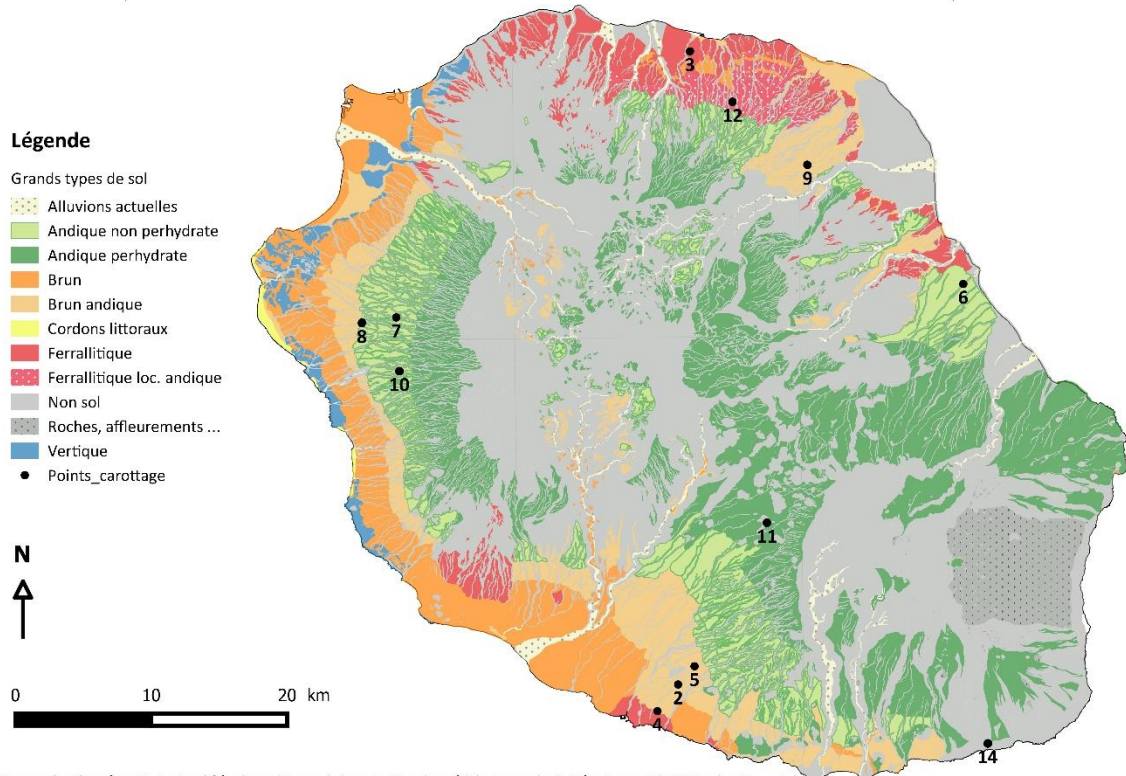 Légende
Grands types de sol
Alluvions actuelles
Andique non perhydrate
Andique perhydrate
Brun
Brun andique
Cordons littoraux
Ferrallitique
Ferrallitique loc. andique
Non sol
Roches, affleurements ...
Vertique
Points_carottage
N
0 10 20 km
3
12
9
6
7
8
10
11
5
2
4
14